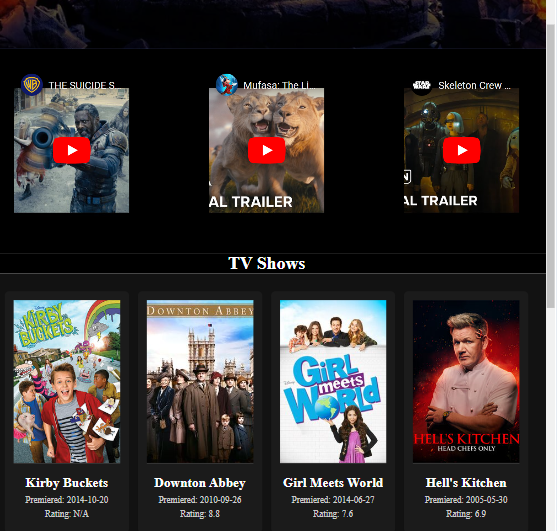 THE SUICIDE S...
Mufasa: The Li...
Skeleton Crew ...
AL TRAILER
AL TRAILER
TV Shows
KIRBY BUCKETS
DOWNTON ABBEY
GiRL meets WORLD
HELL'S KITCHEN
HEAD CHEFS ONLY
Kirby Buckets
Downton Abbey
Girl Meets World
Hell's Kitchen
Premiered: 2014-10-20
Premiered: 2010-09-26
Premiered: 2014-06-27
Premiered: 2005-05-30
Rating: N/A
Rating: 8.8
Rating: 7.6
Rating: 6.9